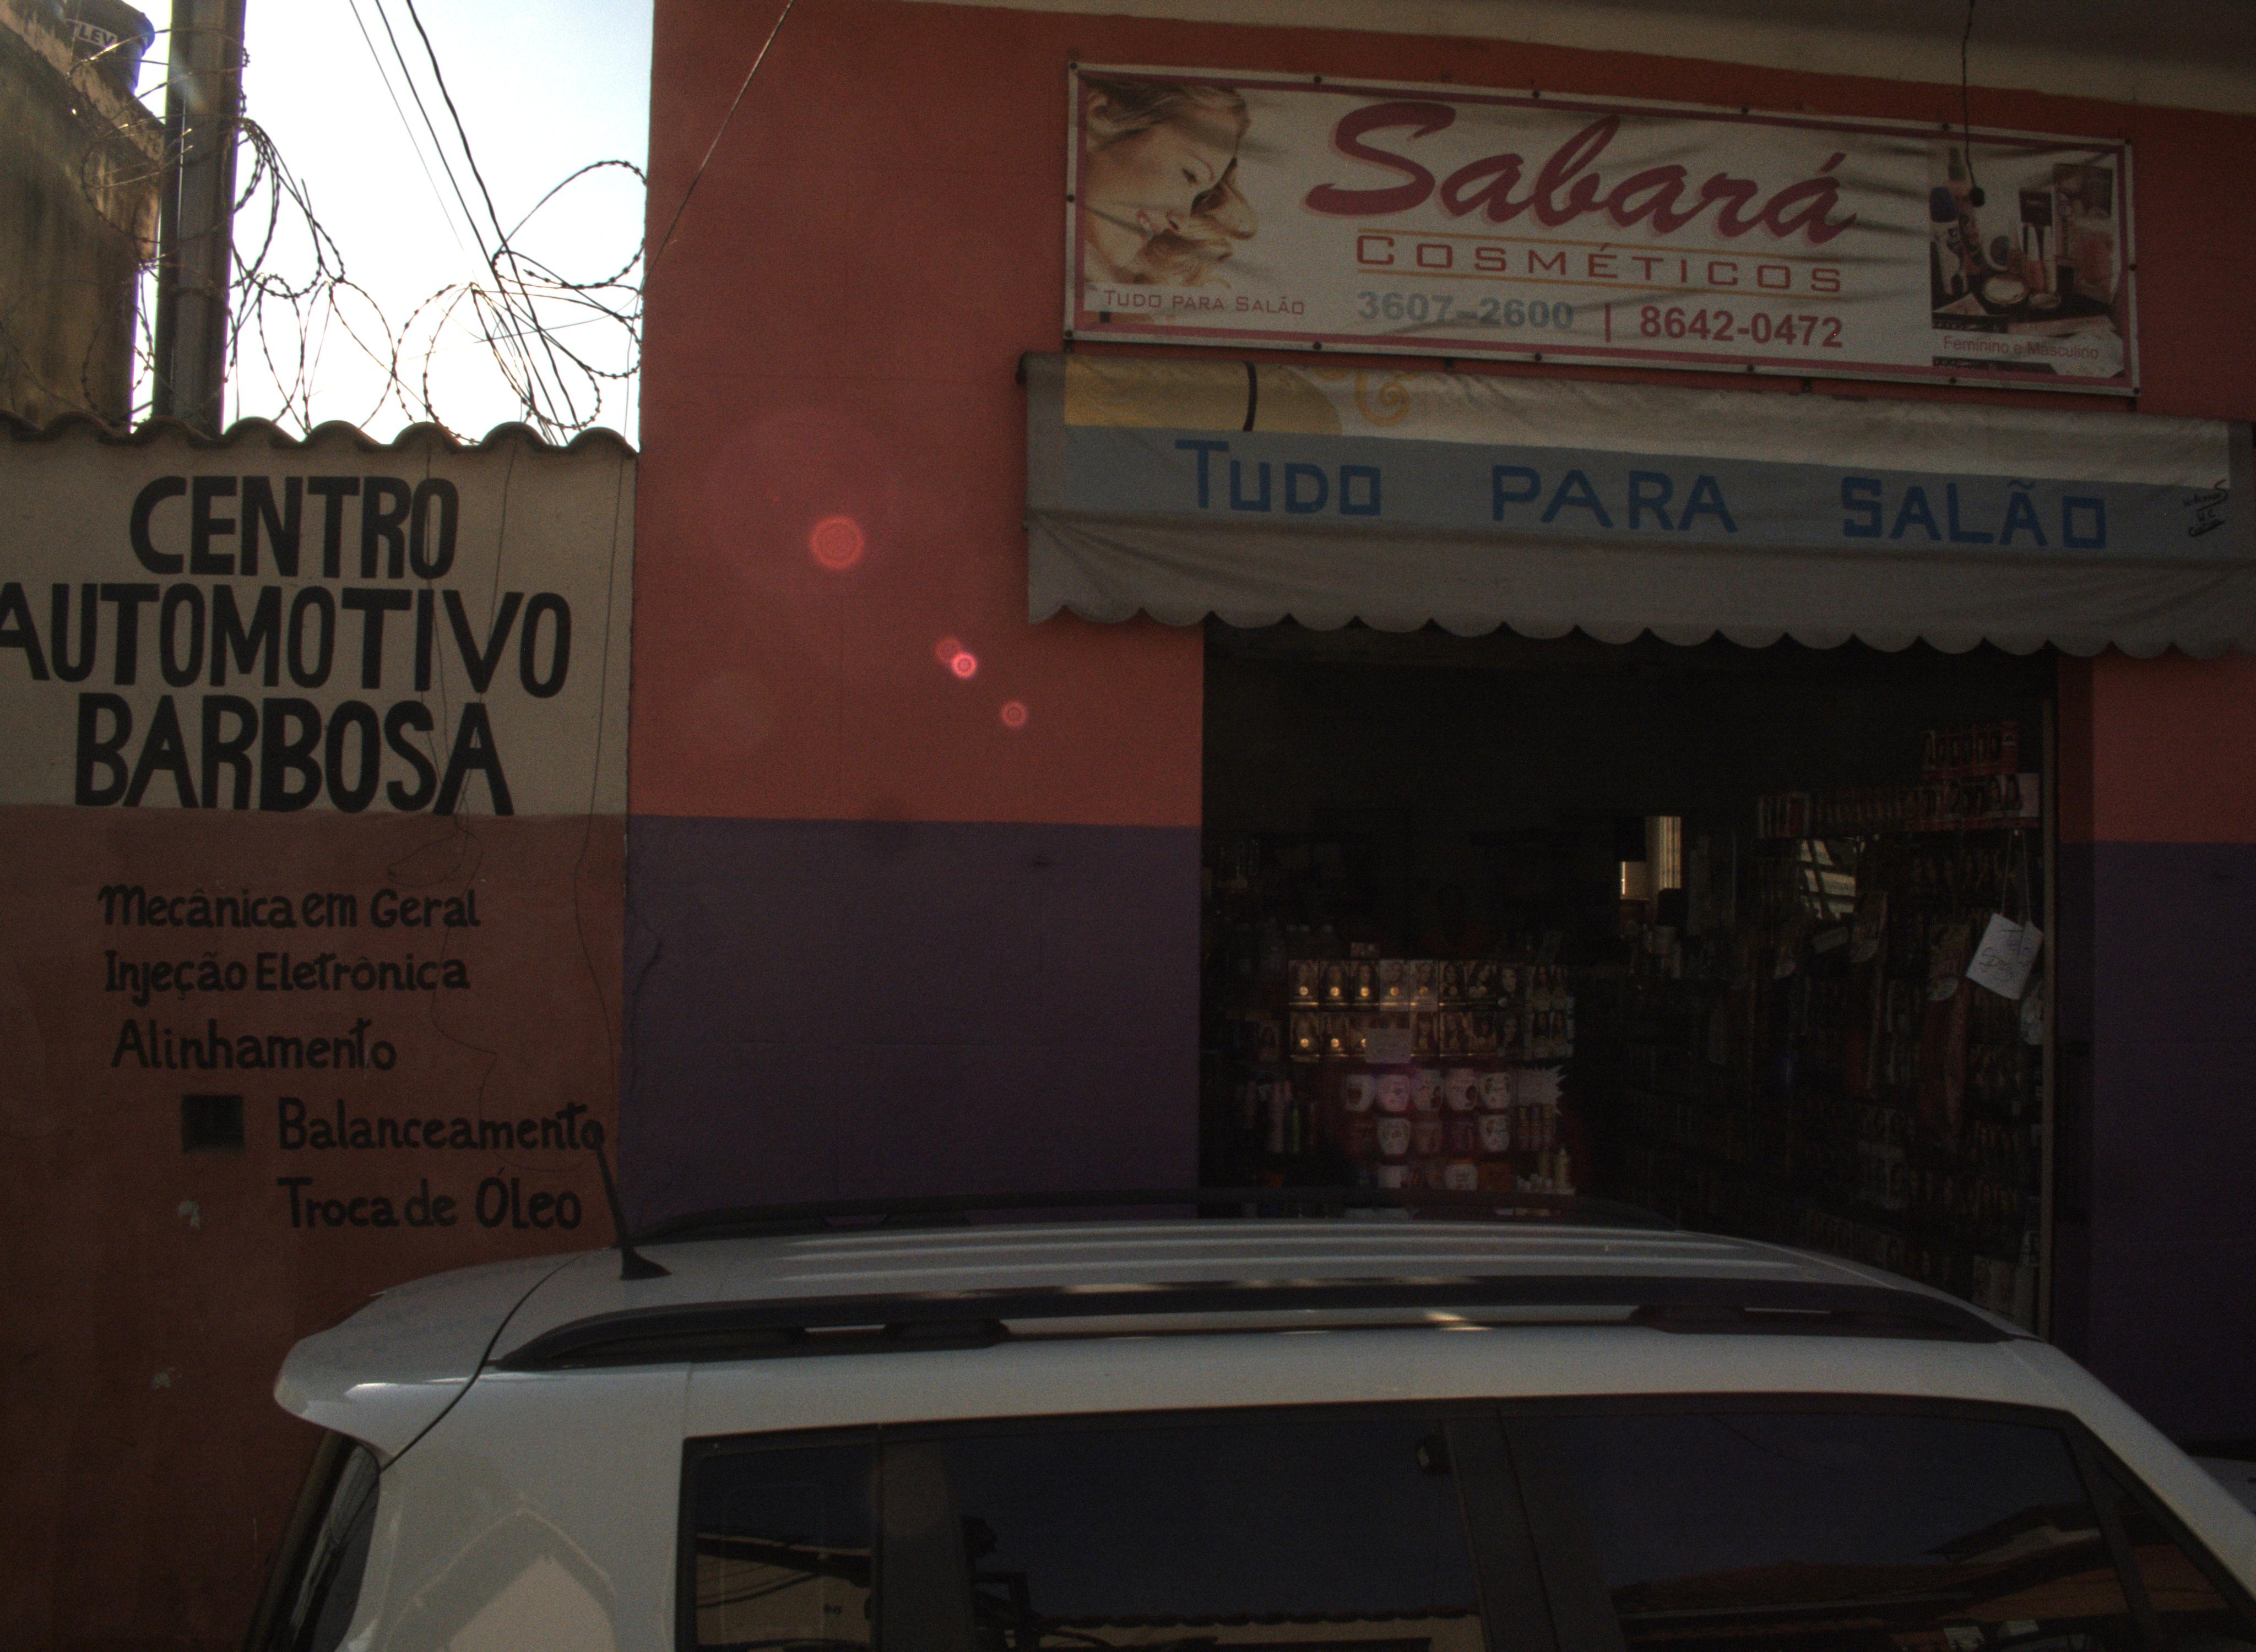 LEV
CENTRO
AUTOMOTIVO
BARBOSA
Mecânica em Geral
Injeção Eletrônica
Alinhamento
Balanceamento
Troca de Óleo
Sabará
COSMÉTICOS
TUDO PARA SALÃO
3607-2600 | 8642-0472
Feminino e Masculino
TUDO PARA SALÃO